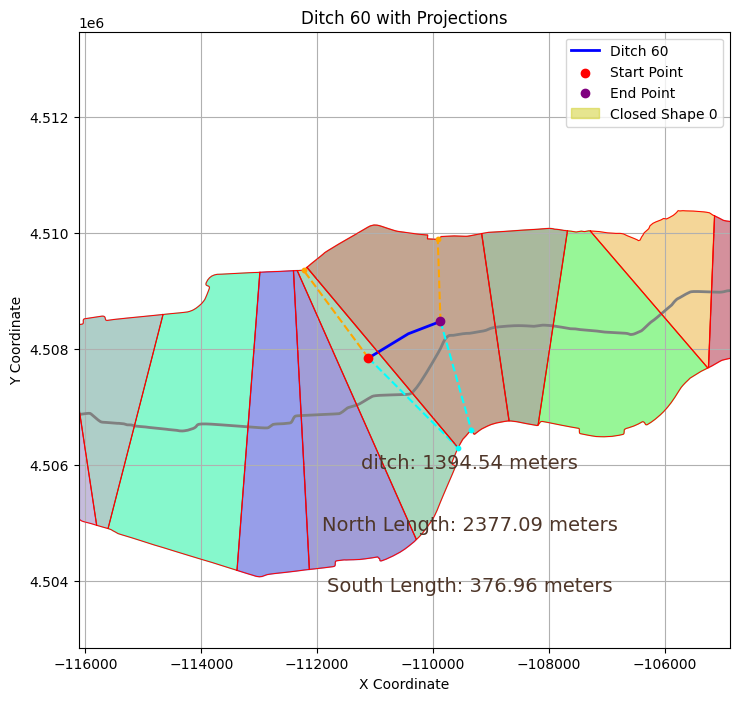 Ditch 60 with Projections
1e6
Ditch 60
Start Point
End Point
Closed Shape 0
4.512
4.510
4.508
4.506
4.504
Y Coordinate
ditch: 1394.54 meters
North Length: 2377.09 meters
South Length: 376.96 meters
−116000 −114000 −112000 −110000 −108000 −106000
X Coordinate